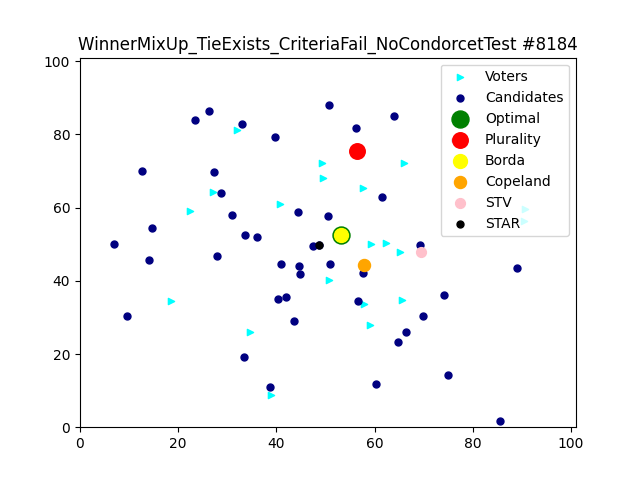 WinnerMixUp_TieExists_CriteriaFail_NoCondorcetTest #8184
100
80
60
40
20
0
0 20 40 60 80 100
Voters
Candidates
Optimal
Plurality
Borda
Copeland
STV
STAR